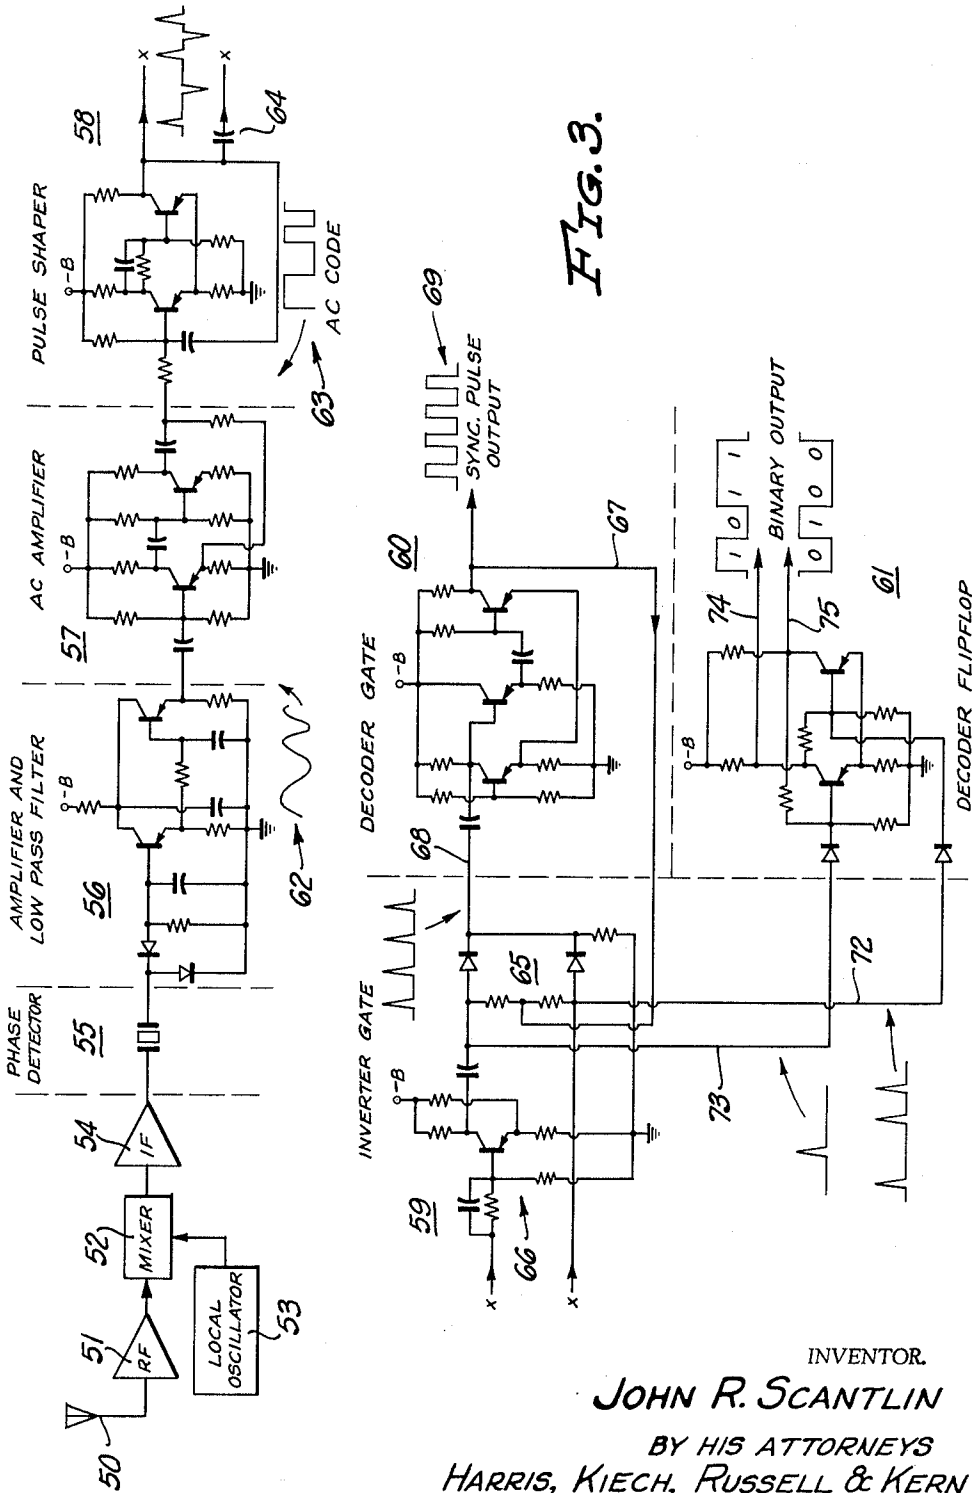 50
51
RF
52
MIXER
LOCAL
OSCILLATOR
53
54
IF
PHASE
DETECTOR
55
AMPLIFIER AND
LOW PASS FILTER
56
-B
62
AC AMPLIFIER
57
-B
PULSE SHAPER
58
-B
x
x
64
63
AC CODE
INVERTER GATE
59
x
x
66
-B
65
73
72
68
DECODER GATE
60
-B
67
SYNC. PULSE
OUTPUT
69
-B
74
75
61
DECODER FLIPFLOP
1 0 1 1
BINARY OUTPUT
0 1 0 0
FIG. 3.
INVENTOR.
JOHN R. SCANTLIN
BY HIS ATTORNEYS
HARRIS, KIECH, RUSSELL & KERN